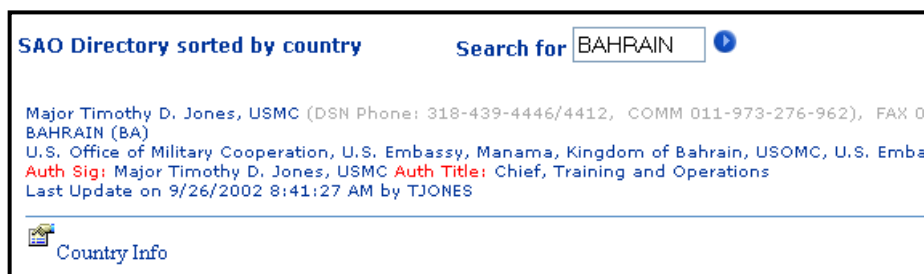 SAO Directory sorted by country Search for BAHRAIN
Major Timothy D. Jones, USMC (DSN Phone: 318-439-4446/4412, COMM 011-973-276-962), FAX 0
BAHRAIN (BA)
U.S. Office of Military Cooperation, U.S. Embassy, Manama, Kingdom of Bahrain, USOMC, U.S. Emba
Auth Sig: Major Timothy D. Jones, USMC Auth Title: Chief, Training and Operations
Last Update on 9/26/2002 8:41:27 AM by TJONES
Country Info